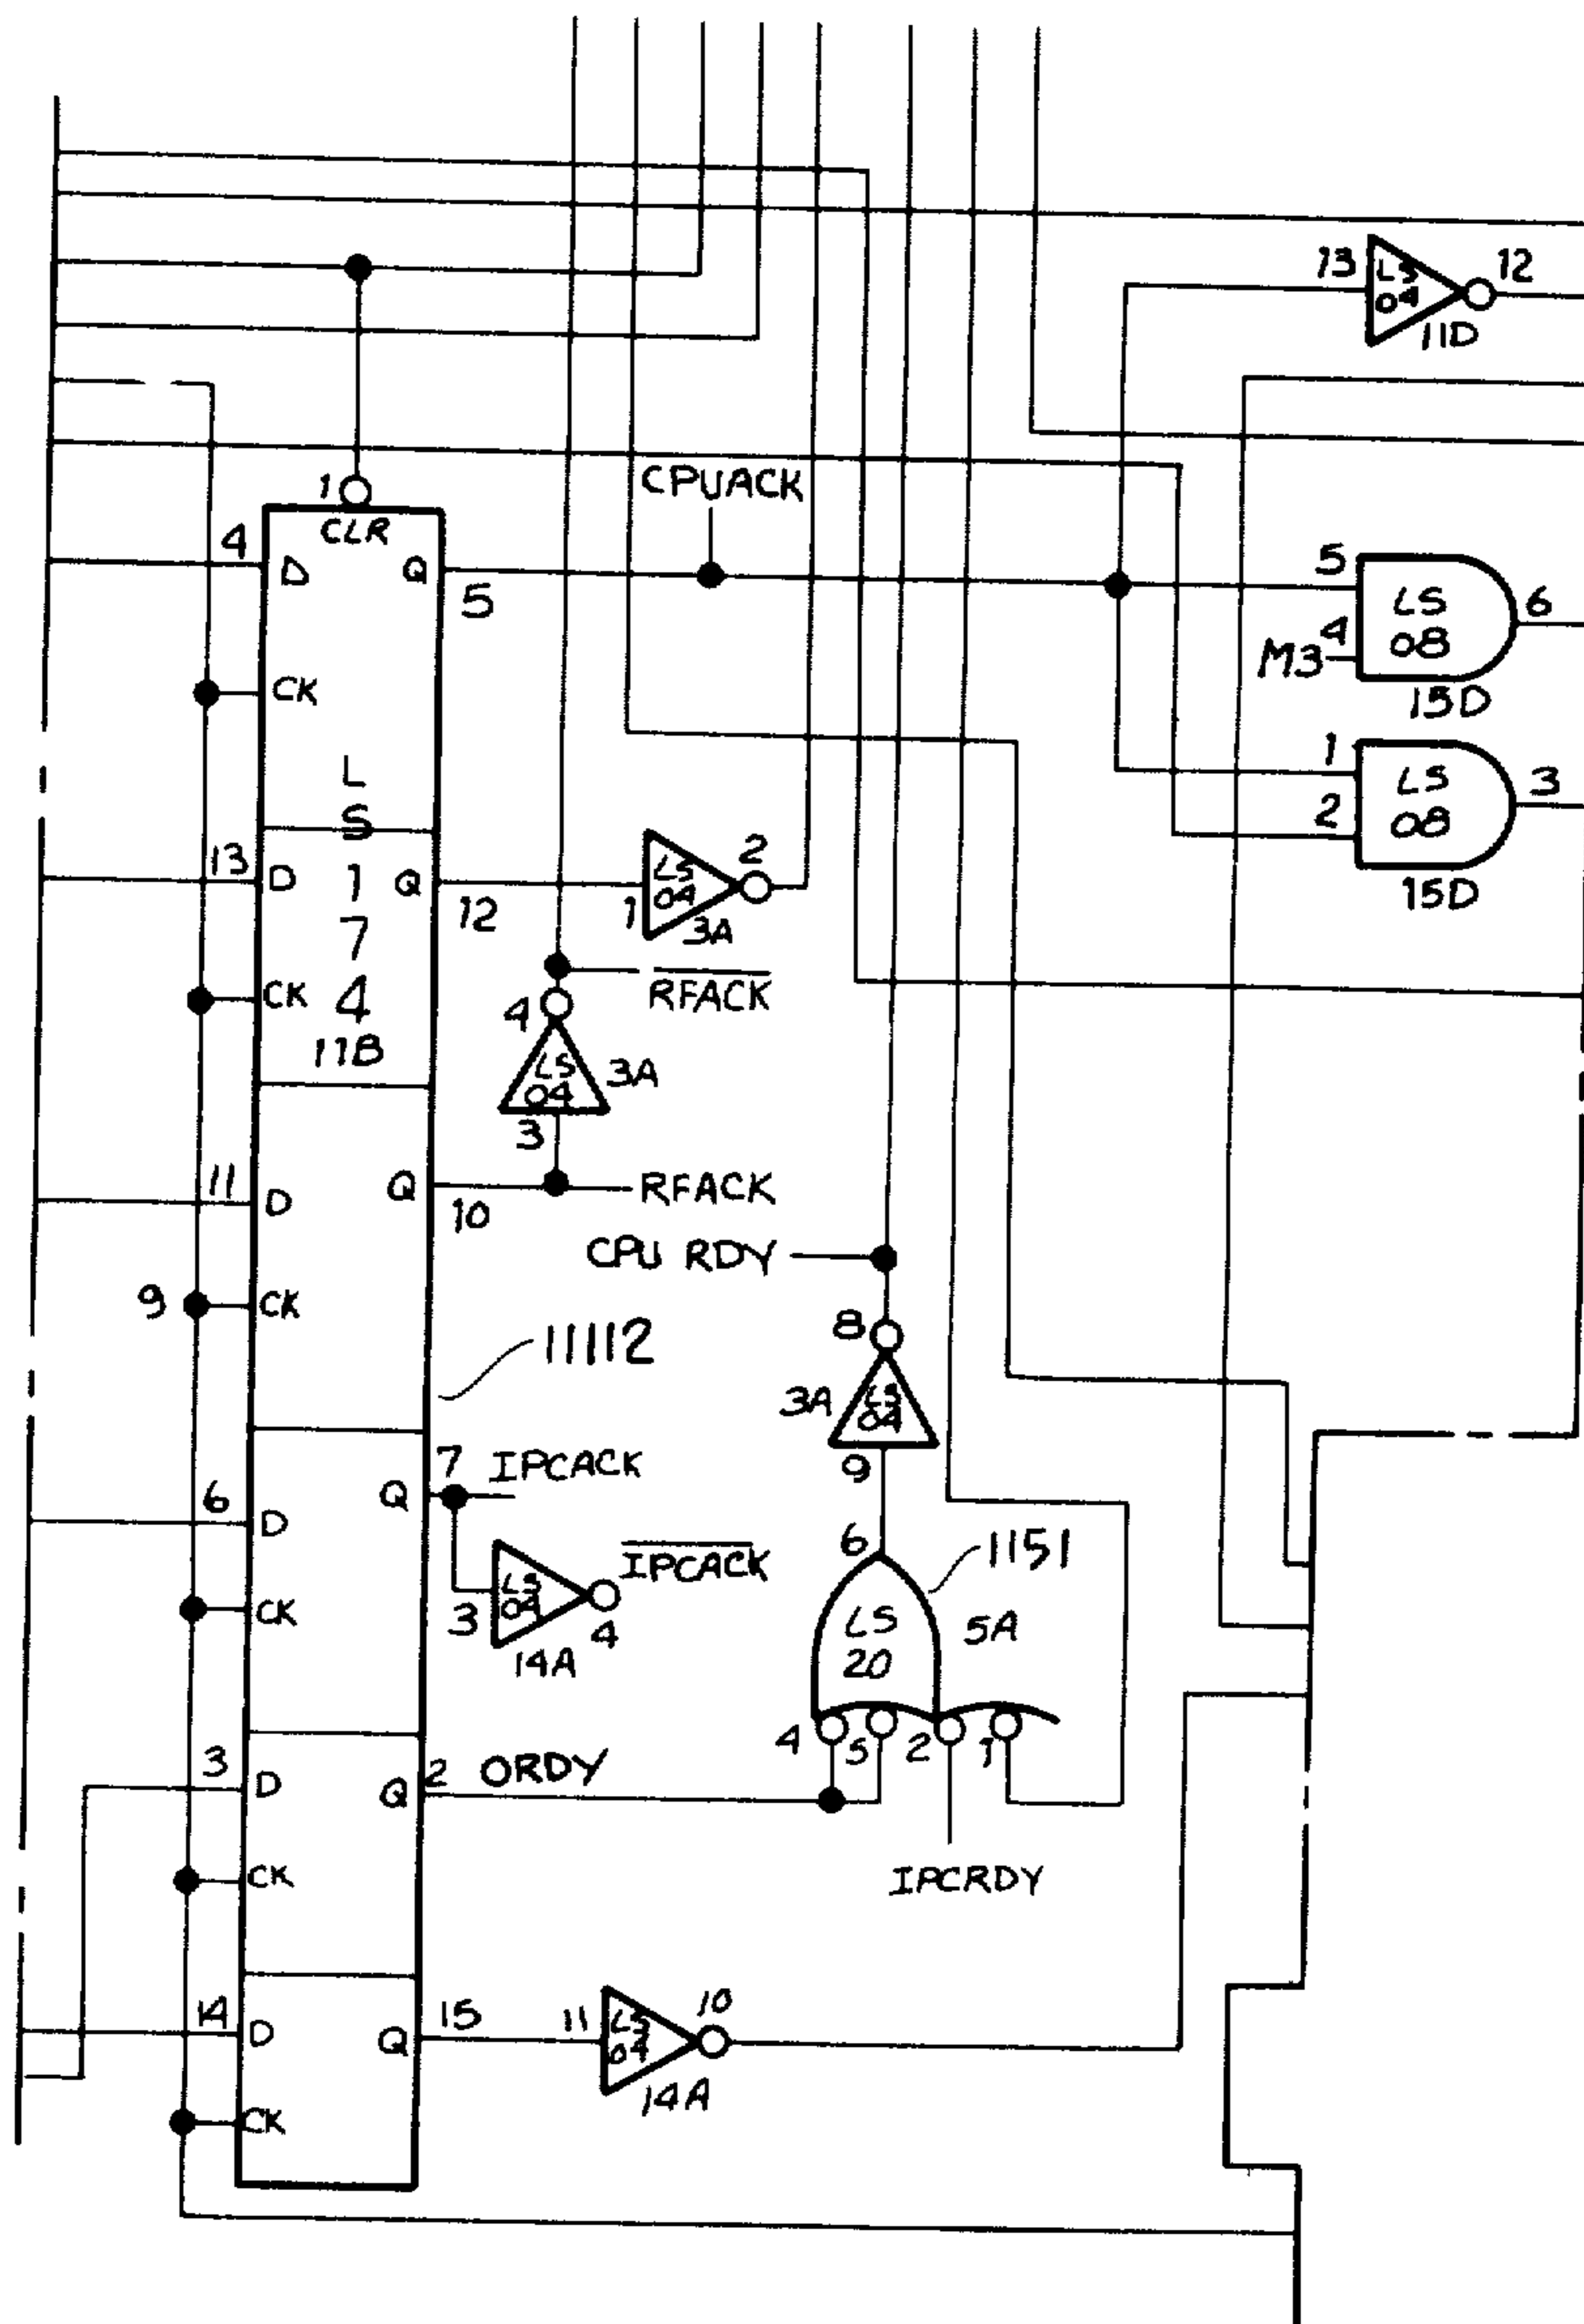 13
LS
04
12
11D
CPUACK
1
CLR
4
D
Q
5
5
LS
08
6
4
M3
15D
CK
1
LS
08
3
2
15D
L
S
1
7
4
11B
13
D
Q
12
1
LS
04
2
3A
CK
RFACK
4
LS
04
3A
3
11
D
Q
10
RFACK
CPU RDY
9
CK
8
11112
3A
LS
04
9
7
IPCACK
Q
6
D
6
1151
IPCACK
3
LS
04
4
14A
CK
LS
20
5A
4
5
2
1
3
D
Q
2
ORDY
CK
IPCRDY
14
D
Q
15
11
LS
04
10
14A
CK